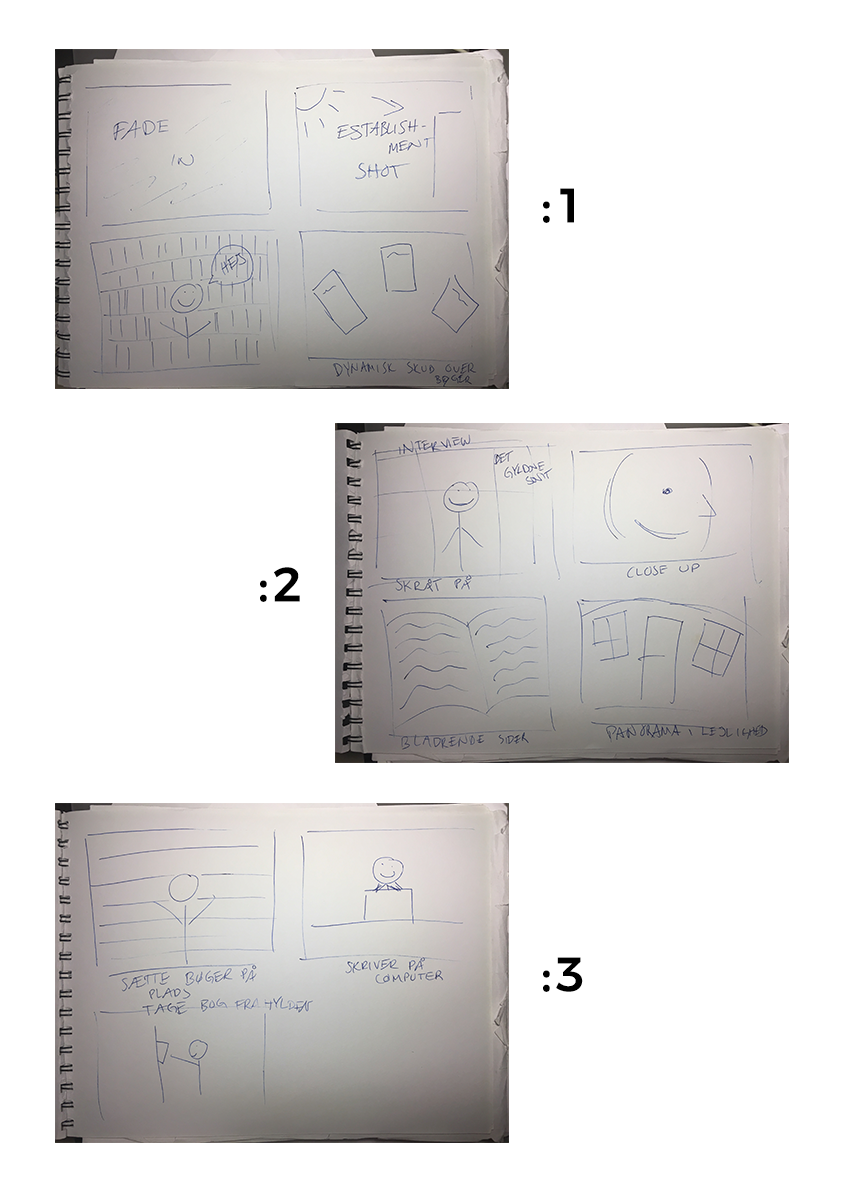 FADE
IN
ESTABLISH-
MENT
SHOT
HEJ
DYNAMISK SKUD OVER
BØGER
:1
INTERVIEW
DET
GYLDNE
SNIT
SKRÅT PÅ
CLOSE UP
BLADRENDE SIDER
PANORAMA I LEJLIGHED
:2
SÆTTE BØGER PÅ
PLADS
TAGE BOG FRA HYLDEN
SKRIVER PÅ
COMPUTER
:3